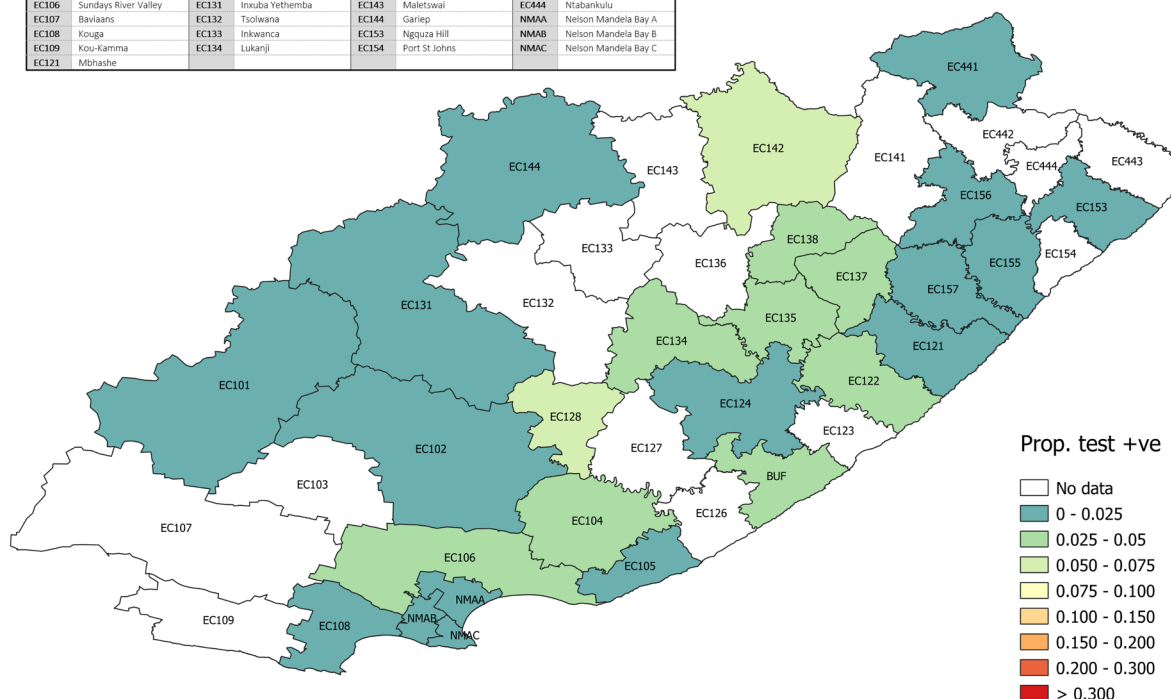 EC106 Sundays River Valley EC131 Inxuba Yethemba EC143 Maletswai EC444 Ntabankulu
EC107 Baviaans EC132 Tsolwana EC144 Gariep NMAA Nelson Mandela Bay A
EC108 Kouga EC133 Inkwanca EC153 Ngquza Hill NMAB Nelson Mandela Bay B
EC109 Kou-Kamma EC134 Lukanji EC154 Port St Johns NMAC Nelson Mandela Bay C
EC121 Mbhashe
EC441
EC442
EC142
EC141
EC443
EC144
EC143
EC444
EC156
EC153
EC138
EC133
EC136
EC154
EC155
EC137
EC157
EC132
EC131
EC135
EC134
EC121
EC122
EC101
EC124
EC128
EC123
EC127
EC102
BUF
EC103
EC126
EC104
EC107
EC106
EC105
NMAA
EC109
EC108
NMAB
NMAC
Prop. test +ve
No data
0 - 0.025
0.025 - 0.05
0.050 - 0.075
0.075 - 0.100
0.100 - 0.150
0.150 - 0.200
0.200 - 0.300
> 0.300